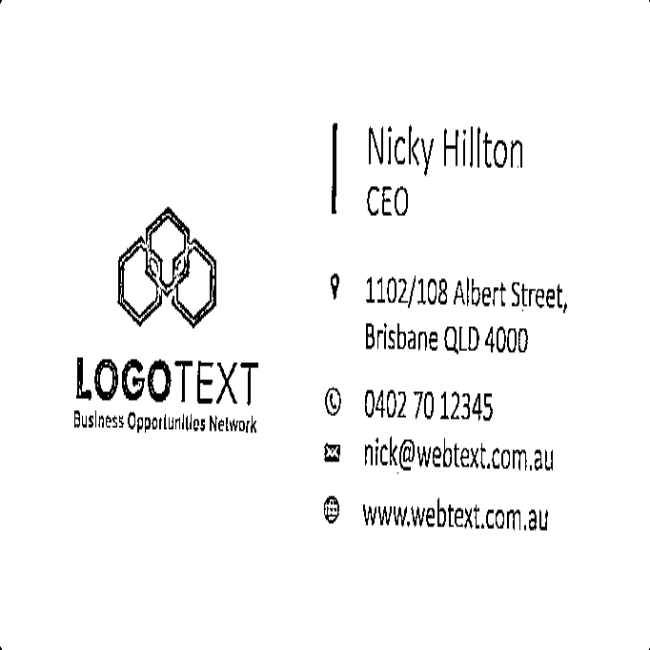 Nicky Hillton
CEO
1102/108 Albert Street,
Brisbane QLD 4000
0402 70 12345
nick@webtext.com.au
www.webtext.com.au
LOGOTEXT
Business Opportunities Network